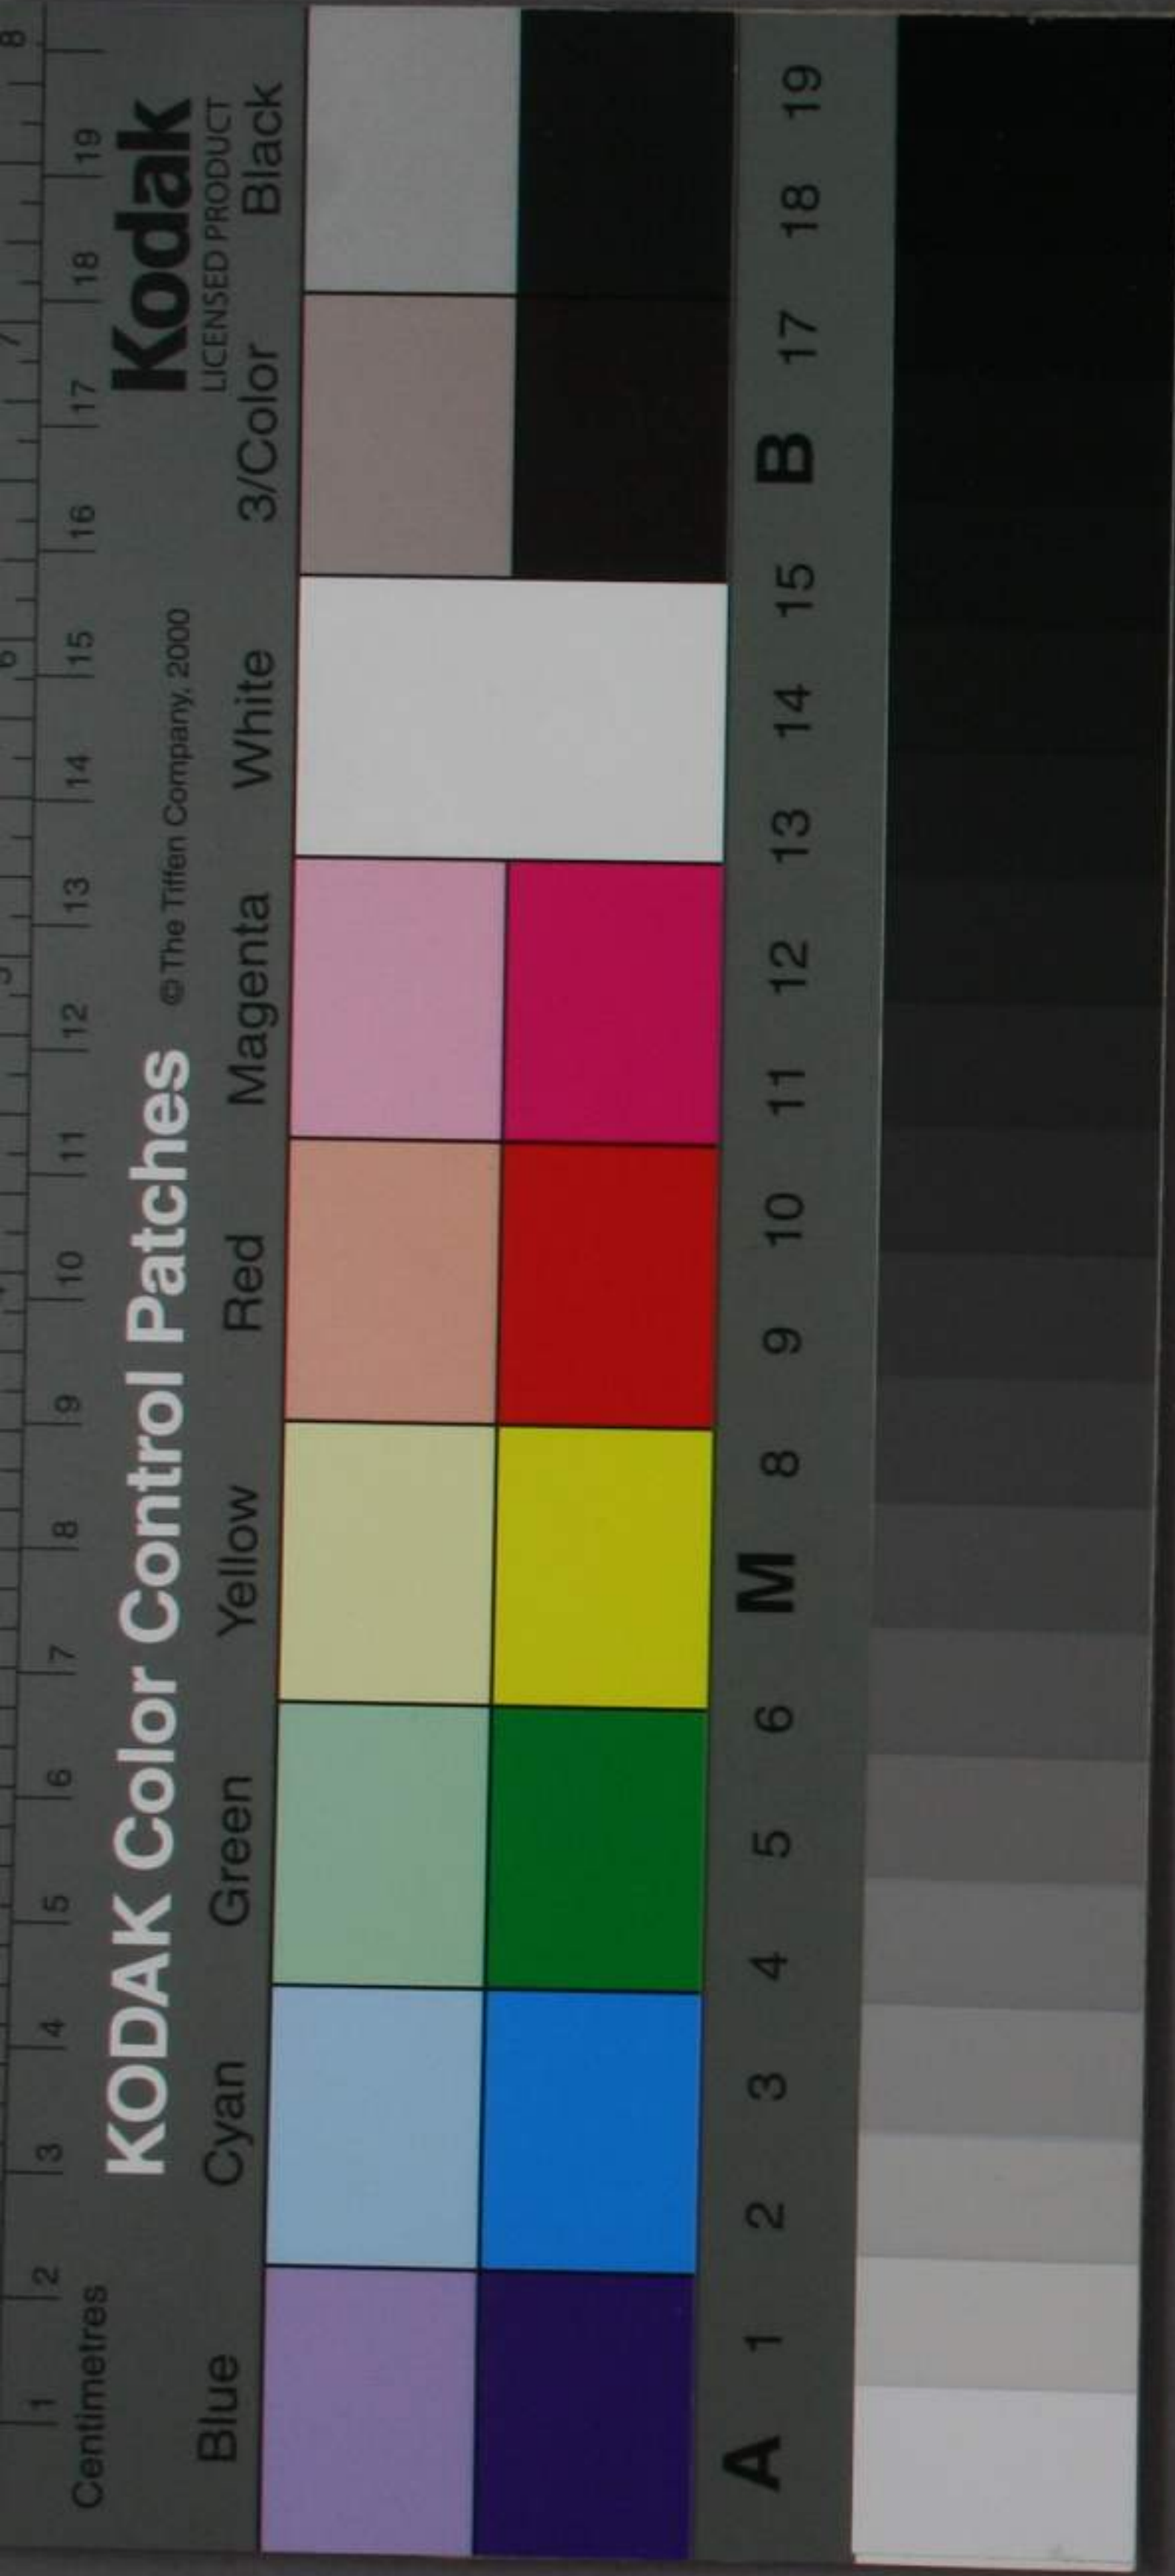 8
1 2 3 4 5 6 7 8 9 10 11 12 13 14 15 16 17 18 19
Centimetres
KODAK Color Control Patches © The Tiffen Company, 2000 Kodak
LICENSED PRODUCT
Blue Cyan Green Yellow Red Magenta White 3/Color Black
A 1 2 3 4 5 6 M 8 9 10 11 12 13 14 15 B 17 18 19